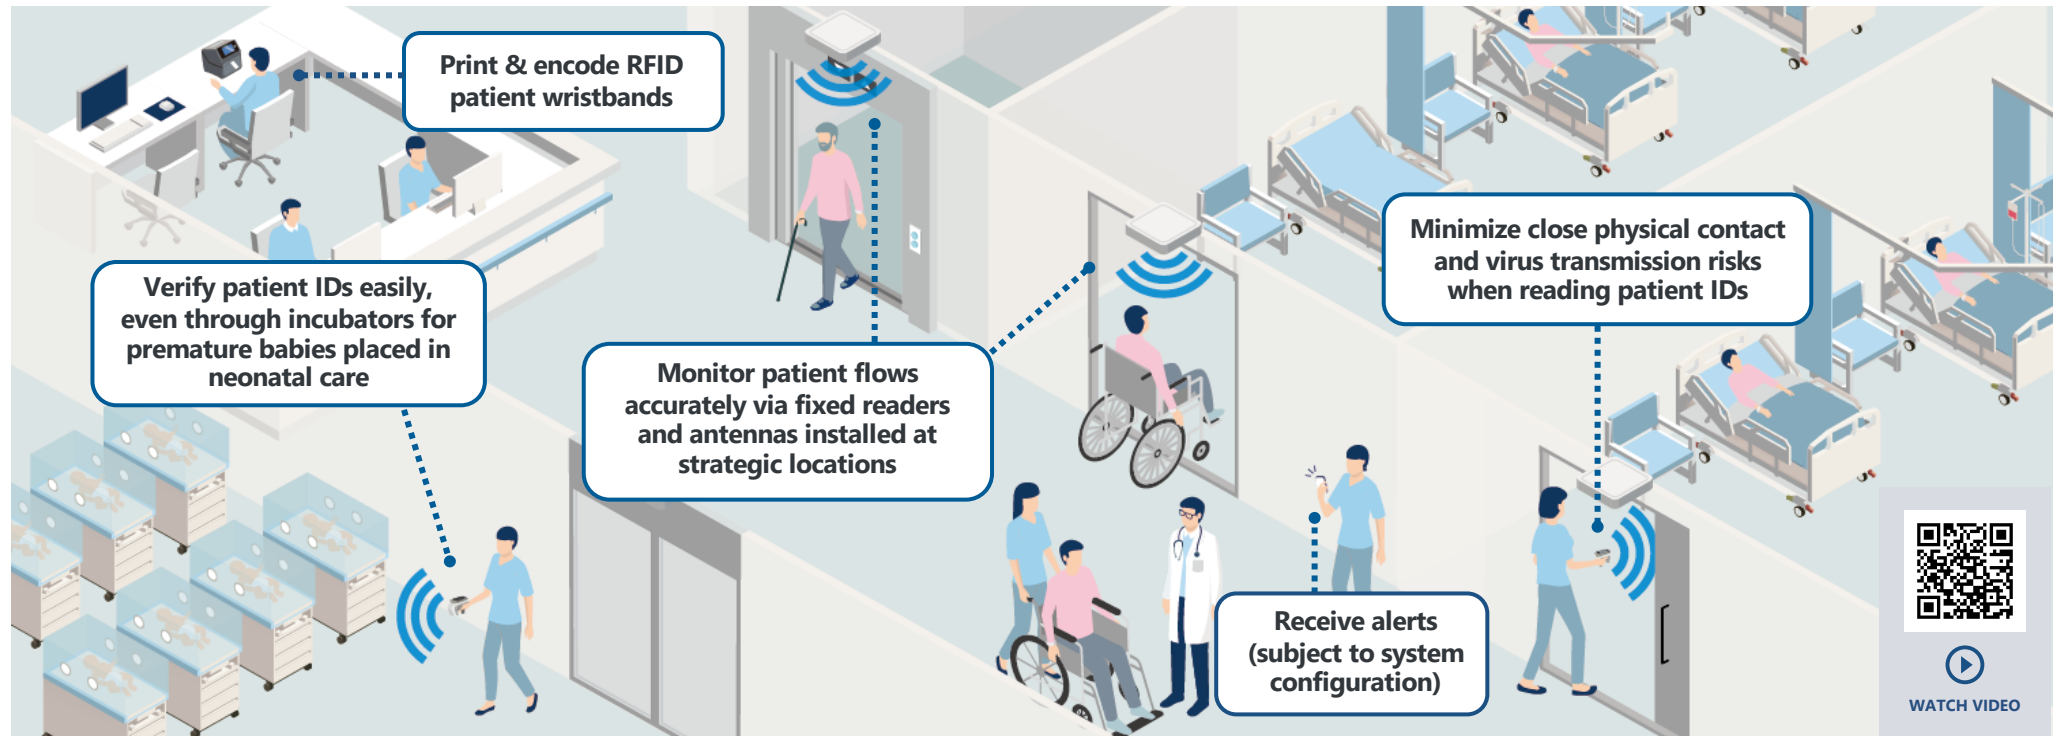 Print & encode RFID
patient wristbands
Verify patient IDs easily,
even through incubators for
premature babies placed in
neonatal care
Monitor patient flows
accurately via fixed readers
and antennas installed at
strategic locations
Minimize close physical contact
and virus transmission risks
when reading patient IDs
Receive alerts
(subject to system
configuration)
WATCH VIDEO